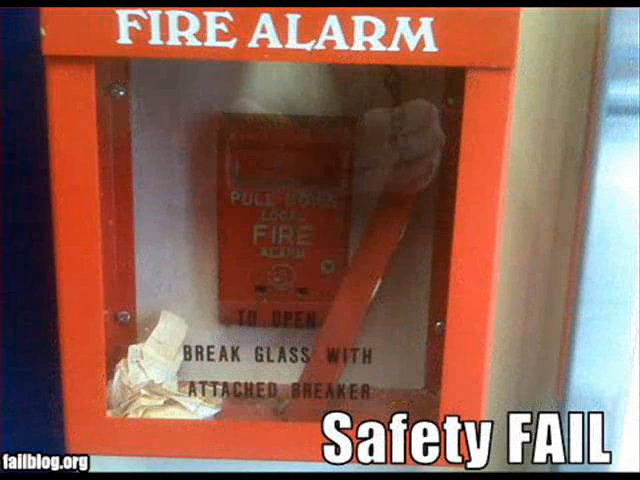 FIRE ALARM
PULL DOWN
LOCAL
FIRE
ALARM
TO OPEN
BREAK GLASS WITH
ATTACHED BREAKER
Safety FAIL
failblog.org